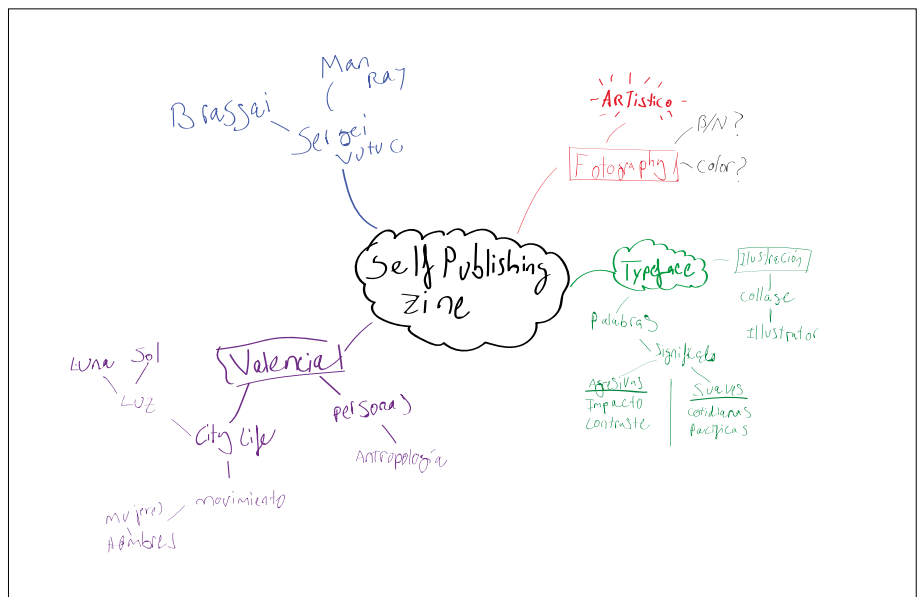 Man
Ray
Brassai
Sergei
Vutuc
ARTistico
B/N?
Fotography
Color?
Self Publishing
Zine
Typeface
Ilustración
Collage
Illustrator
Palabras
Significado
Agresivas
Impacto
Contraste
Suaves
Cotidianas
Pacificas
Valencia
Luna
Sol
Luz
City Life
Personas
Antropología
Movimiento
Mujeres
Hombres